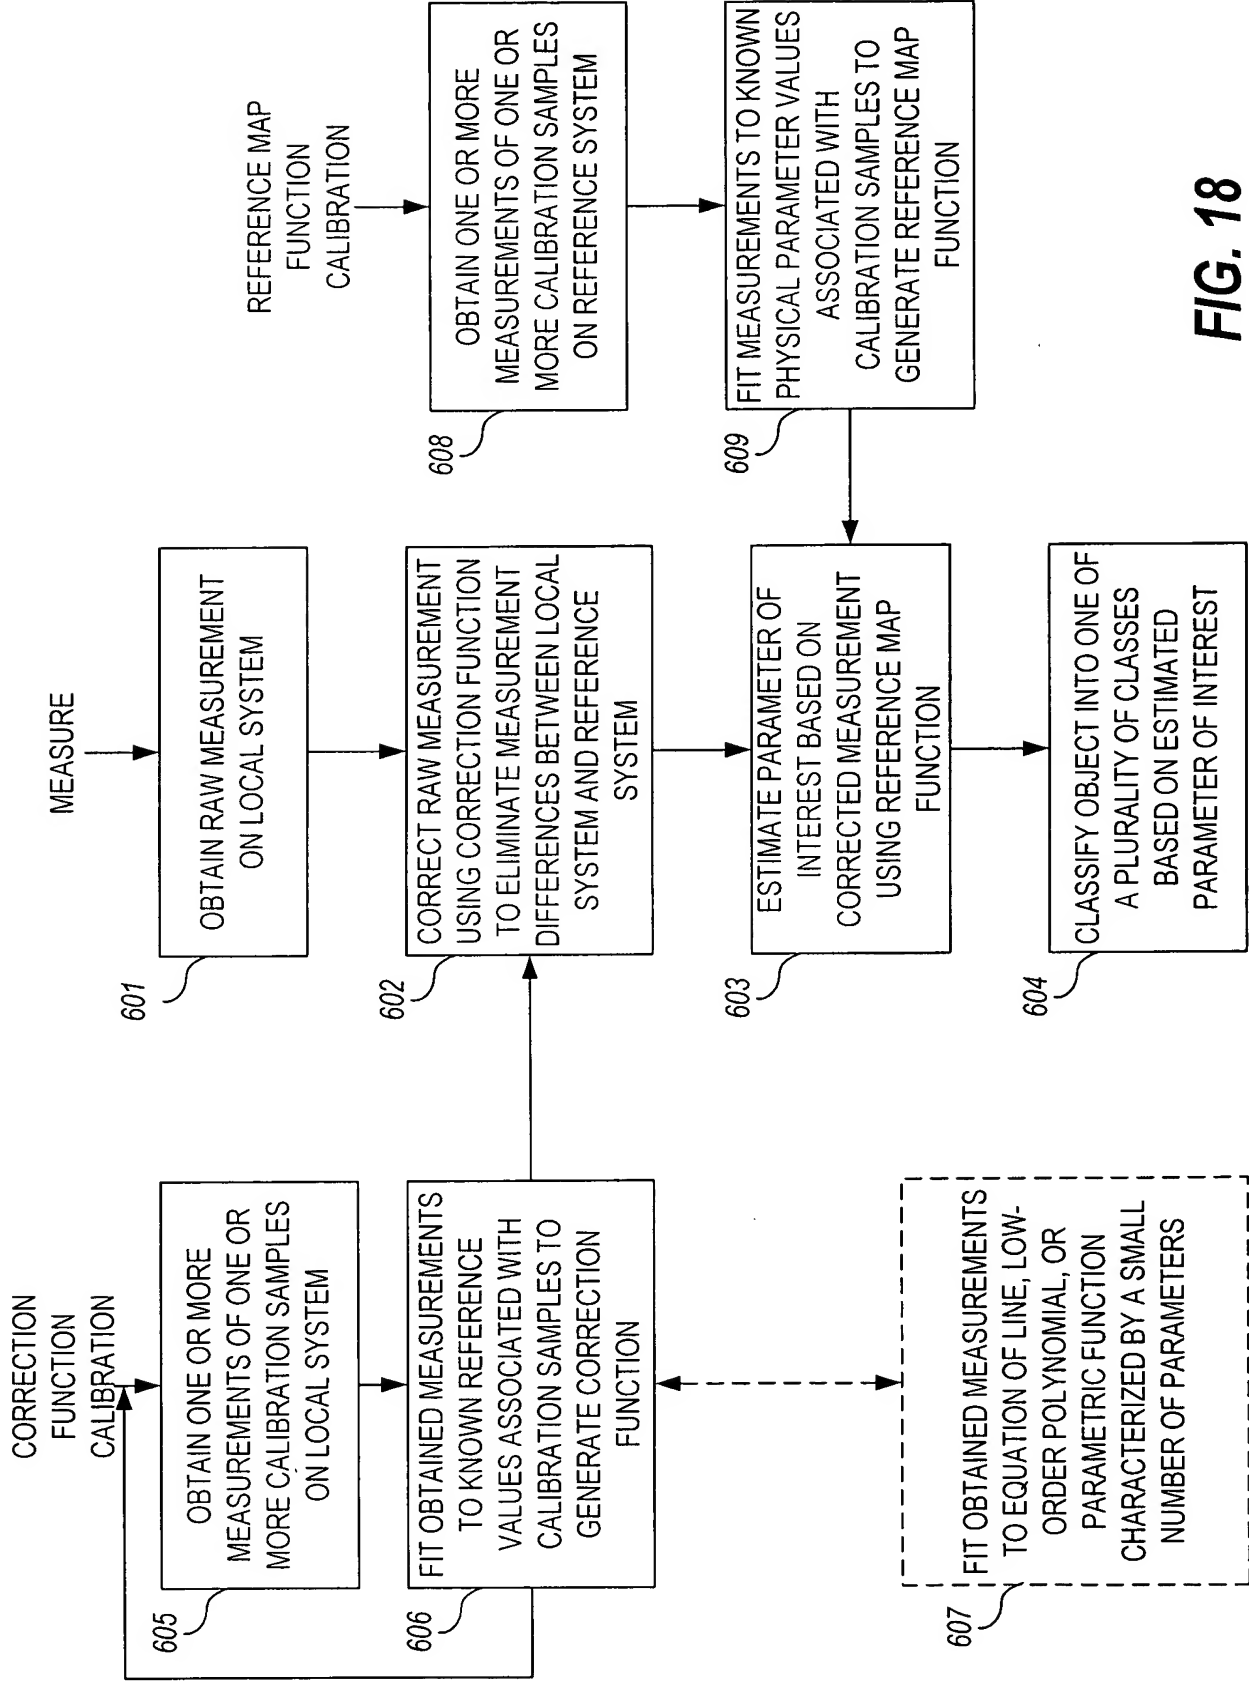 CORRECTION
FUNCTION
CALIBRATION
OBTAIN ONE OR MORE
MEASUREMENTS OF ONE OR
MORE CALIBRATION SAMPLES
ON LOCAL SYSTEM
605
FIT OBTAINED MEASUREMENTS
TO KNOWN REFERENCE
VALUES ASSOCIATED WITH
CALIBRATION SAMPLES TO
GENERATE CORRECTION
FUNCTION
606
FIT OBTAINED MEASUREMENTS
TO EQUATION OF LINE, LOW-
ORDER POLYNOMIAL, OR
PARAMETRIC FUNCTION
CHARACTERIZED BY A SMALL
NUMBER OF PARAMETERS
607
MEASURE
OBTAIN RAW MEASUREMENT
ON LOCAL SYSTEM
601
CORRECT RAW MEASUREMENT
USING CORRECTION FUNCTION
TO ELIMINATE MEASUREMENT
DIFFERENCES BETWEEN LOCAL
SYSTEM AND REFERENCE
SYSTEM
602
ESTIMATE PARAMETER OF
INTEREST BASED ON
CORRECTED MEASUREMENT
USING REFERENCE MAP
FUNCTION
603
CLASSIFY OBJECT INTO ONE OF
A PLURALITY OF CLASSES
BASED ON ESTIMATED
PARAMETER OF INTEREST
604
REFERENCE MAP
FUNCTION
CALIBRATION
OBTAIN ONE OR MORE
MEASUREMENTS OF ONE OR
MORE CALIBRATION SAMPLES
ON REFERENCE SYSTEM
608
FIT MEASUREMENTS TO KNOWN
PHYSICAL PARAMETER VALUES
ASSOCIATED WITH
CALIBRATION SAMPLES TO
GENERATE REFERENCE MAP
FUNCTION
609
FIG. 18